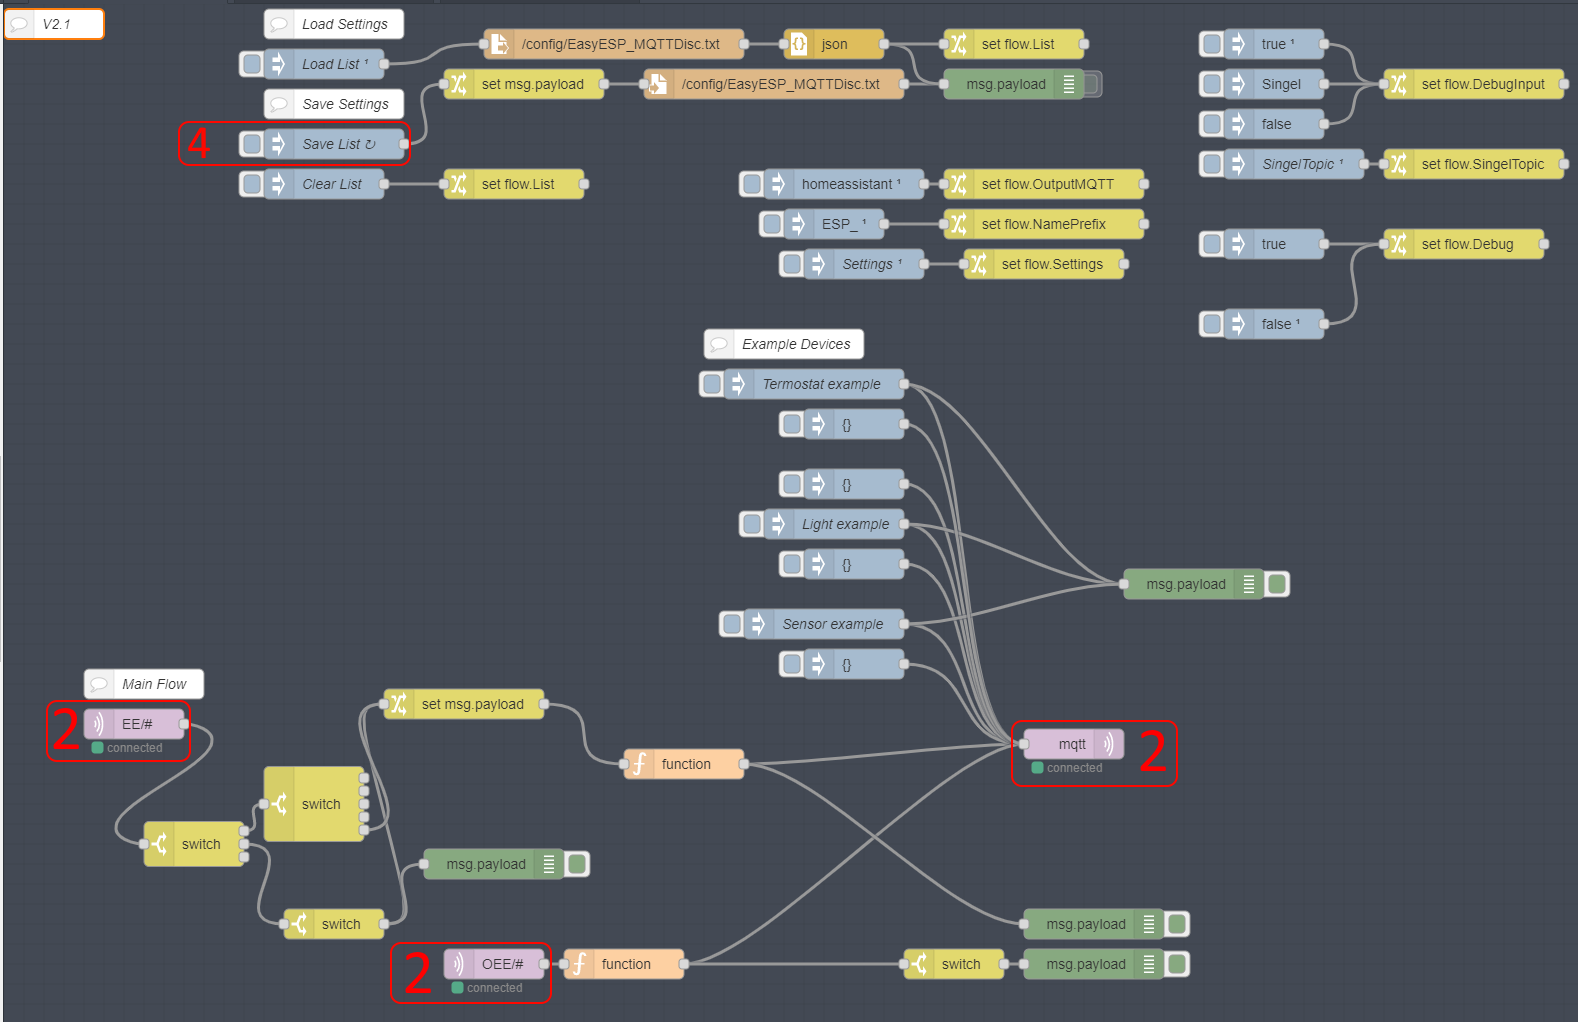 V2.1
Load Settings
Load List ¹
/config/EasyESP_MQTTDisc.txt
json
set flow.List
Save Settings
set msg.payload
/config/EasyESP_MQTTDisc.txt
msg.payload
4
Save List ↻
Clear List
set flow.List
true ¹
Singel
false
set flow.DebugInput
SingelTopic ¹
set flow.SingelTopic
homeassistant ¹
set flow.OutputMQTT
ESP_ ¹
set flow.NamePrefix
Settings ¹
set flow.Settings
true
set flow.Debug
false ¹
Example Devices
Termostat example
{}
{}
Light example
{}
msg.payload
Sensor example
{}
Main Flow
2
EE/#
connected
set msg.payload
function
mqtt
connected
2
switch
switch
msg.payload
switch
2
OEE/#
connected
function
switch
msg.payload
msg.payload